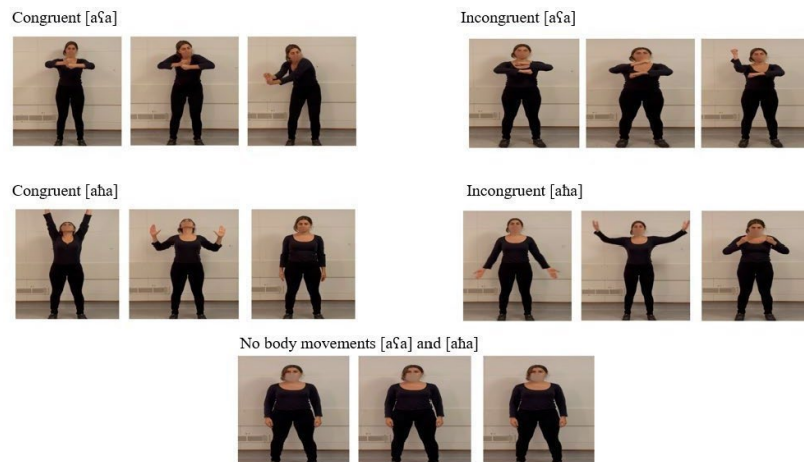 Congruent [aʕa]
Incongruent [aʕa]
Congruent [aħa]
Incongruent [aħa]
No body movements [aʕa] and [aħa]